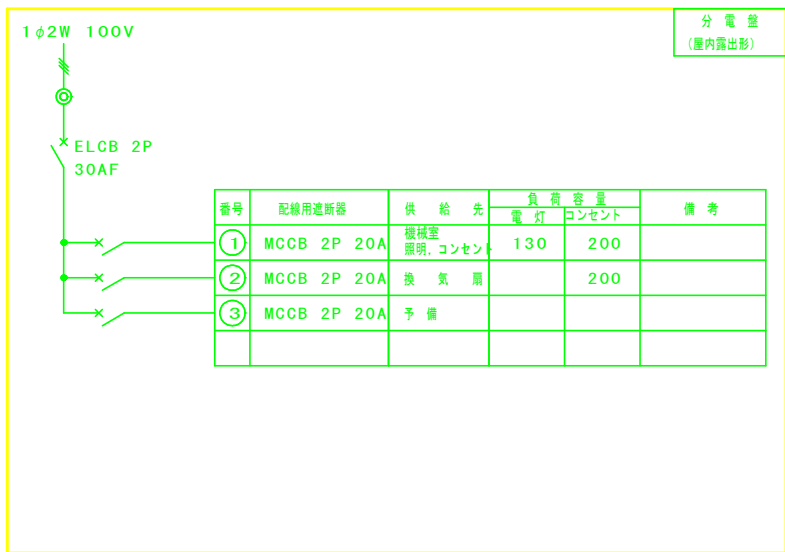 1φ2W 100V
分電盤
(屋内露出形)
ELCB 2P
30AF
番号 配線用遮断器 供給先 負荷容量 備考
電灯 コンセント
① MCCB 2P 20A 機械室 130 200
照明,コンセント
② MCCB 2P 20A 換気扇 200
③ MCCB 2P 20A 予備